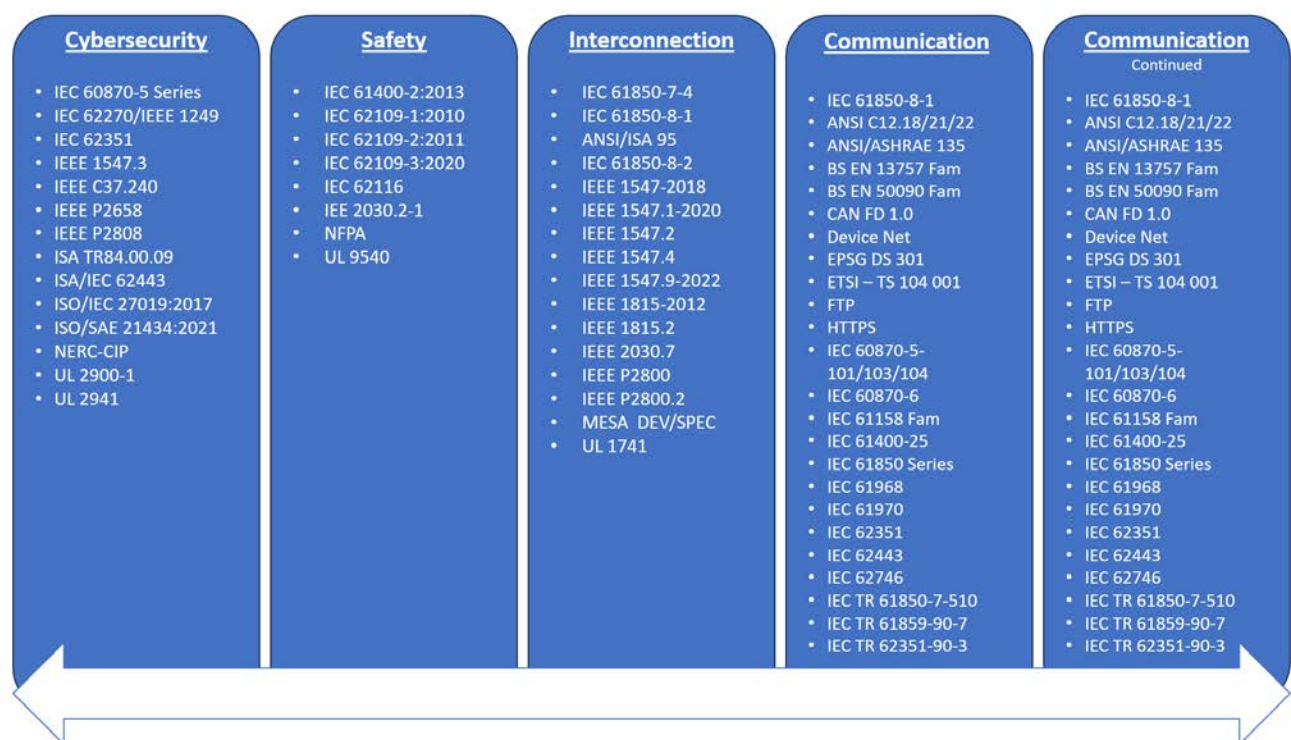 Cybersecurity
• IEC 60870-5 Series
• IEC 62270/IEEE 1249
• IEC 62351
• IEEE 1547.3
• IEEE C37.240
• IEEE P2658
• IEEE P2808
• ISA TR84.00.09
• ISA/IEC 62443
• ISO/IEC 27019:2017
• ISO/SAE 21434:2021
• NERC-CIP
• UL 2900-1
• UL 2941
Safety
• IEC 61400-2:2013
• IEC 62109-1:2010
• IEC 62109-2:2011
• IEC 62109-3:2020
• IEC 62116
• IEE 2030.2-1
• NFPA
• UL 9540
Interconnection
• IEC 61850-7-4
• IEC 61850-8-1
• ANSI/ISA 95
• IEC 61850-8-2
• IEEE 1547-2018
• IEEE 1547.1-2020
• IEEE 1547.2
• IEEE 1547.4
• IEEE 1547.9-2022
• IEEE 1815-2012
• IEEE 1815.2
• IEEE 2030.7
• IEEE P2800
• IEEE P2800.2
• MESA DEV/SPEC
• UL 1741
Communication
• IEC 61850-8-1
• ANSI C12.18/21/22
• ANSI/ASHRAE 135
• BS EN 13757 Fam
• BS EN 50090 Fam
• CAN FD 1.0
• Device Net
• EPSG DS 301
• ETSI – TS 104 001
• FTP
• HTTPS
• IEC 60870-5-
101/103/104
• IEC 60870-6
• IEC 61158 Fam
• IEC 61400-25
• IEC 61850 Series
• IEC 61968
• IEC 61970
• IEC 62351
• IEC 62443
• IEC 62746
• IEC TR 61850-7-510
• IEC TR 61859-90-7
• IEC TR 62351-90-3
Communication
Continued
• IEC 61850-8-1
• ANSI C12.18/21/22
• ANSI/ASHRAE 135
• BS EN 13757 Fam
• BS EN 50090 Fam
• CAN FD 1.0
• Device Net
• EPSG DS 301
• ETSI – TS 104 001
• FTP
• HTTPS
• IEC 60870-5-
101/103/104
• IEC 60870-6
• IEC 61158 Fam
• IEC 61400-25
• IEC 61850 Series
• IEC 61968
• IEC 61970
• IEC 62351
• IEC 62443
• IEC 62746
• IEC TR 61850-7-510
• IEC TR 61859-90-7
• IEC TR 62351-90-3